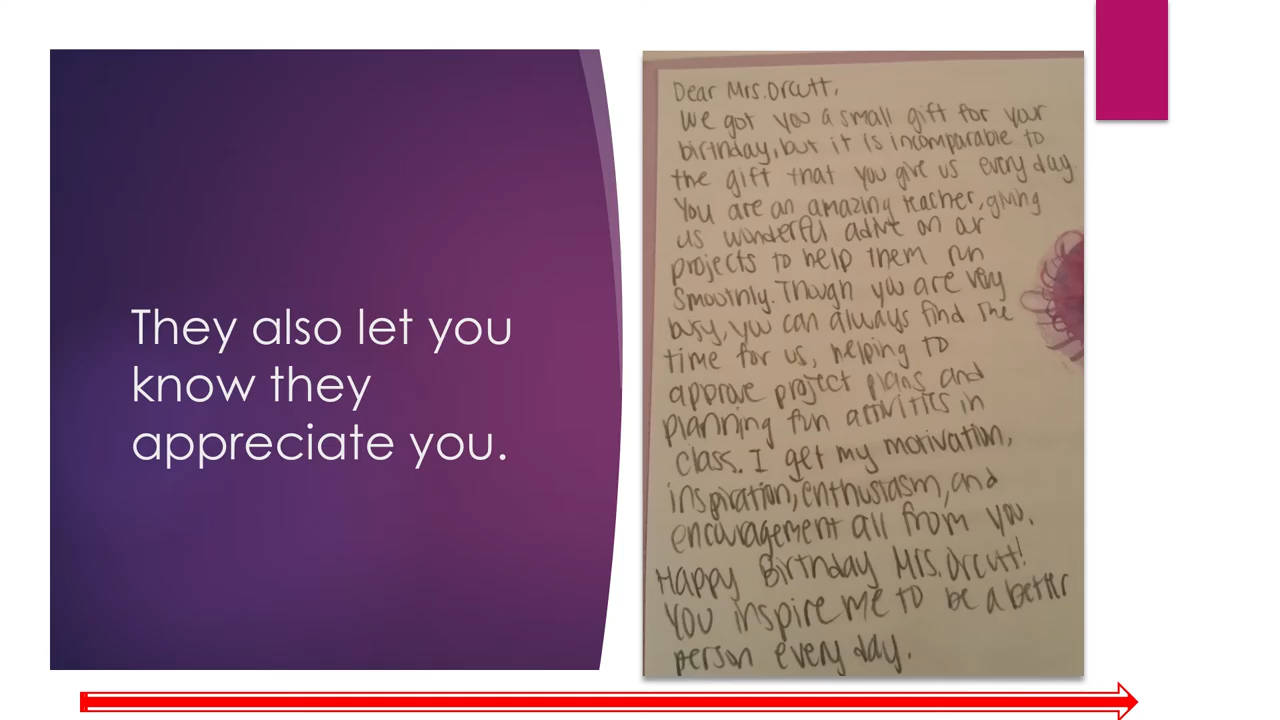 They also let you
know they
appreciate you.
Dear Mrs. Orcutt,
We got you a small gift for your
birthday, but it is incomparable to
the gift that you give us every day.
You are an amazing teacher, giving
us wonderful advice on our
projects to help them run
smoothly. Though you are very
busy, you can always find the
time for us, helping to
approve project plans and
planning fun activities in
class. I get my motivation,
inspiration, enthusiasm, and
encouragement all from you.
Happy Birthday Mrs. Orcutt!
You inspire me to be a better
person every day.